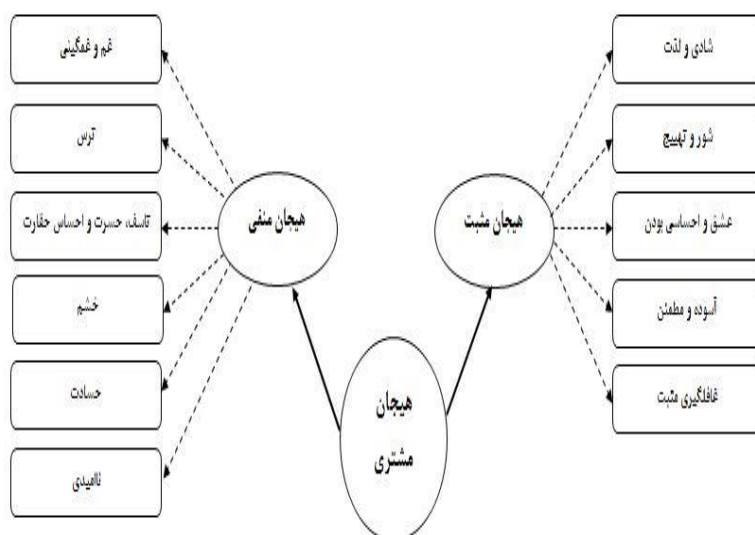 شادی و لذت
شور و تهییج
عشق و احساسی بودن
آسوده و مطمئن
غافلگیری مثبت
هیجان مثبت
هیجان
مشتری
هیجان منفی
غم و غمگینی
ترس
تاسف، حسرت و احساس حقارت
خشم
حسادت
ناامیدی